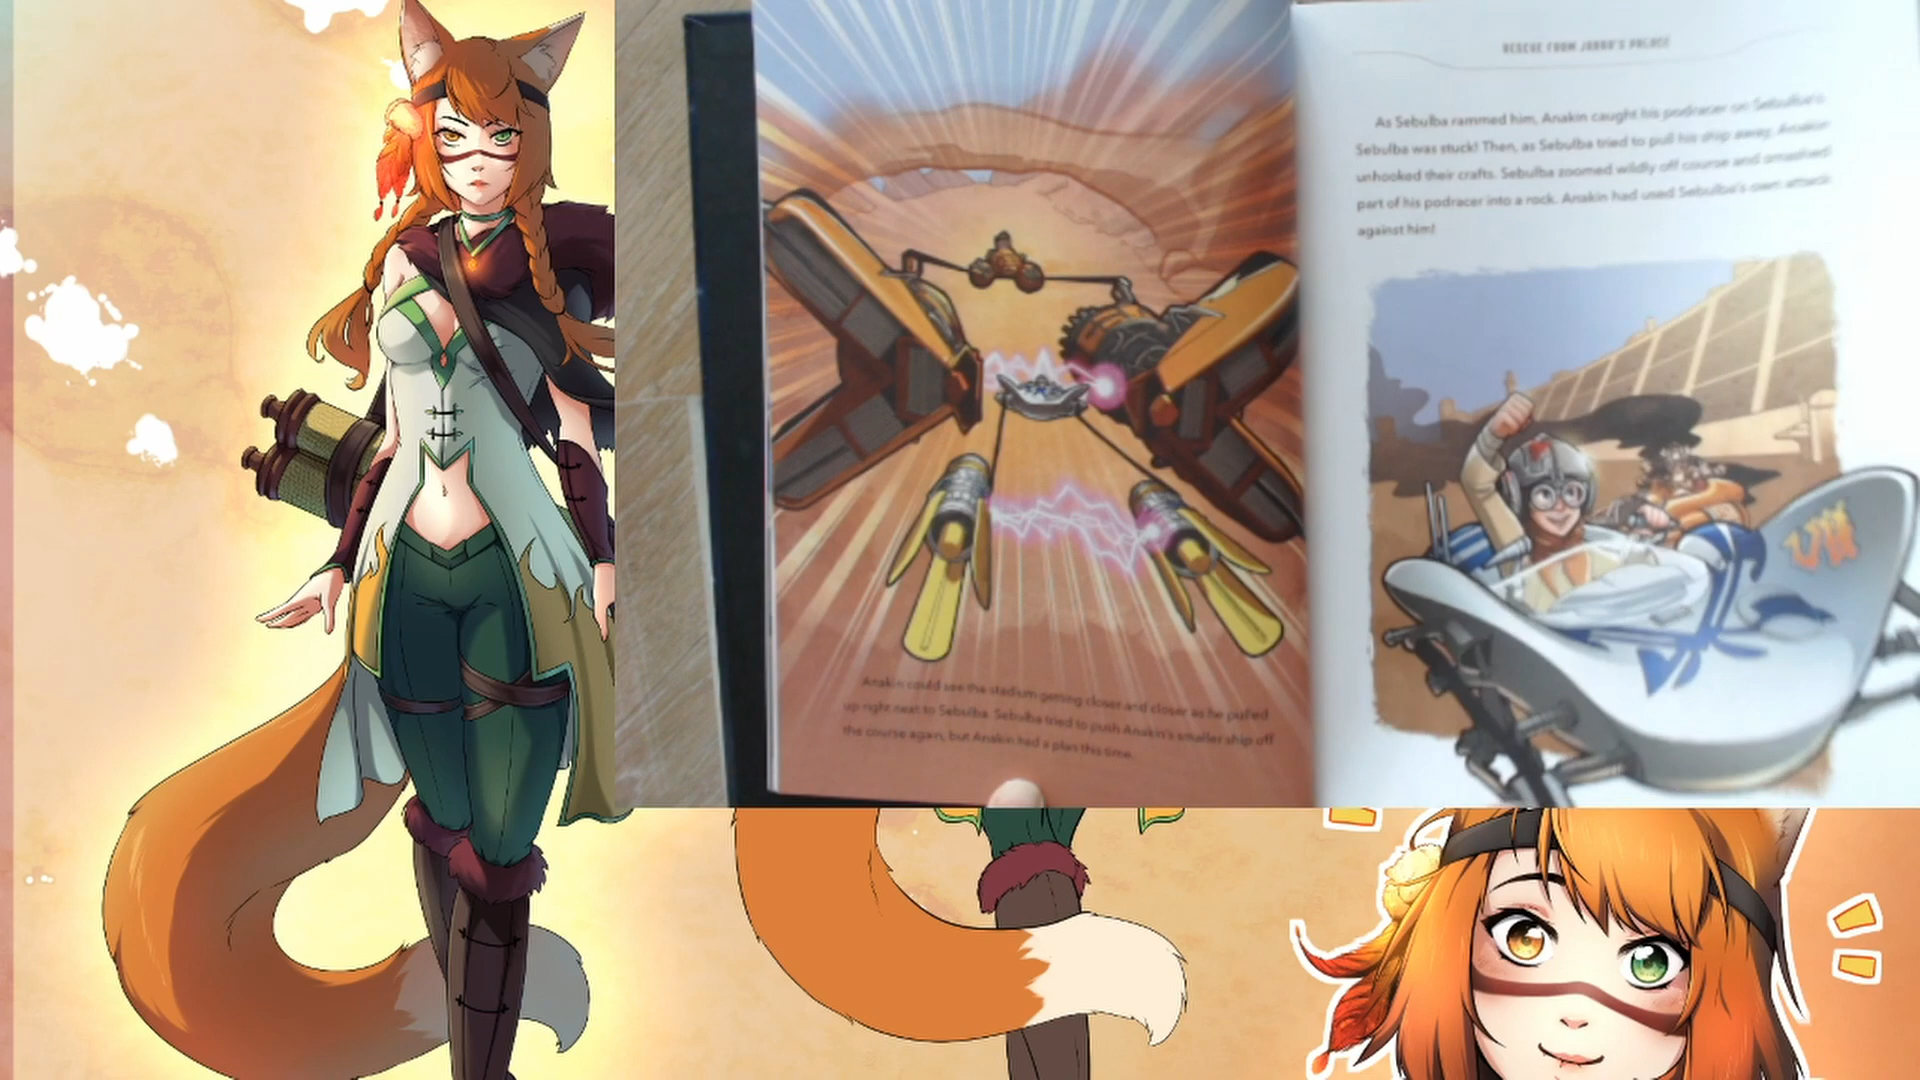 Anakin could see the stadium getting closer and closer as he pulled
up right next to Sebulba. Sebulba tried to push Anakin's smaller ship off
the course again, but Anakin had a plan this time.
RESCUE FROM JABBA'S PALACE
As Sebulba rammed him, Anakin caught his podracer on Sebulba's.
Sebulba was stuck! Then, as Sebulba tried to pull his ship away, Anakin
unhooked their crafts. Sebulba zoomed wildly off course and smashed
part of his podracer into a rock. Anakin had used Sebulba's own attack
against him!